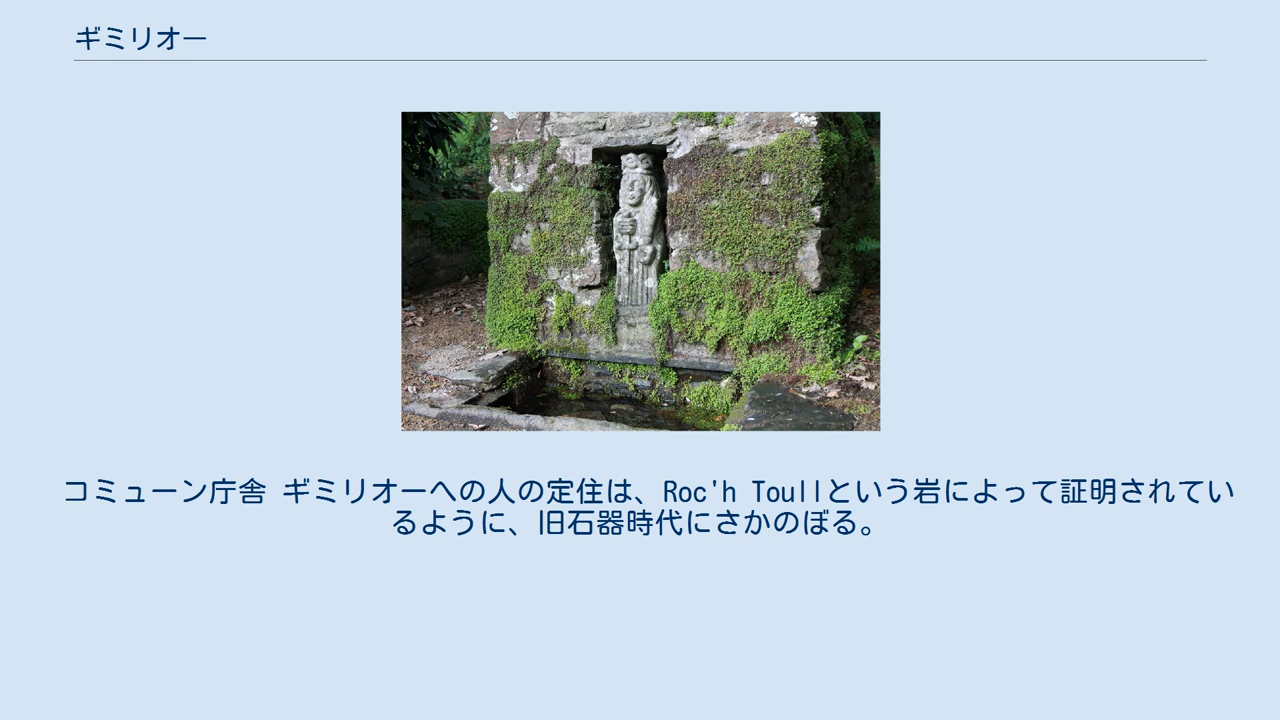 ギミリオー
コミューン庁舎 ギミリオーへの人の定住は、Roc'h Toullという岩によって証明されてい
るように、旧石器時代にさかのぼる。